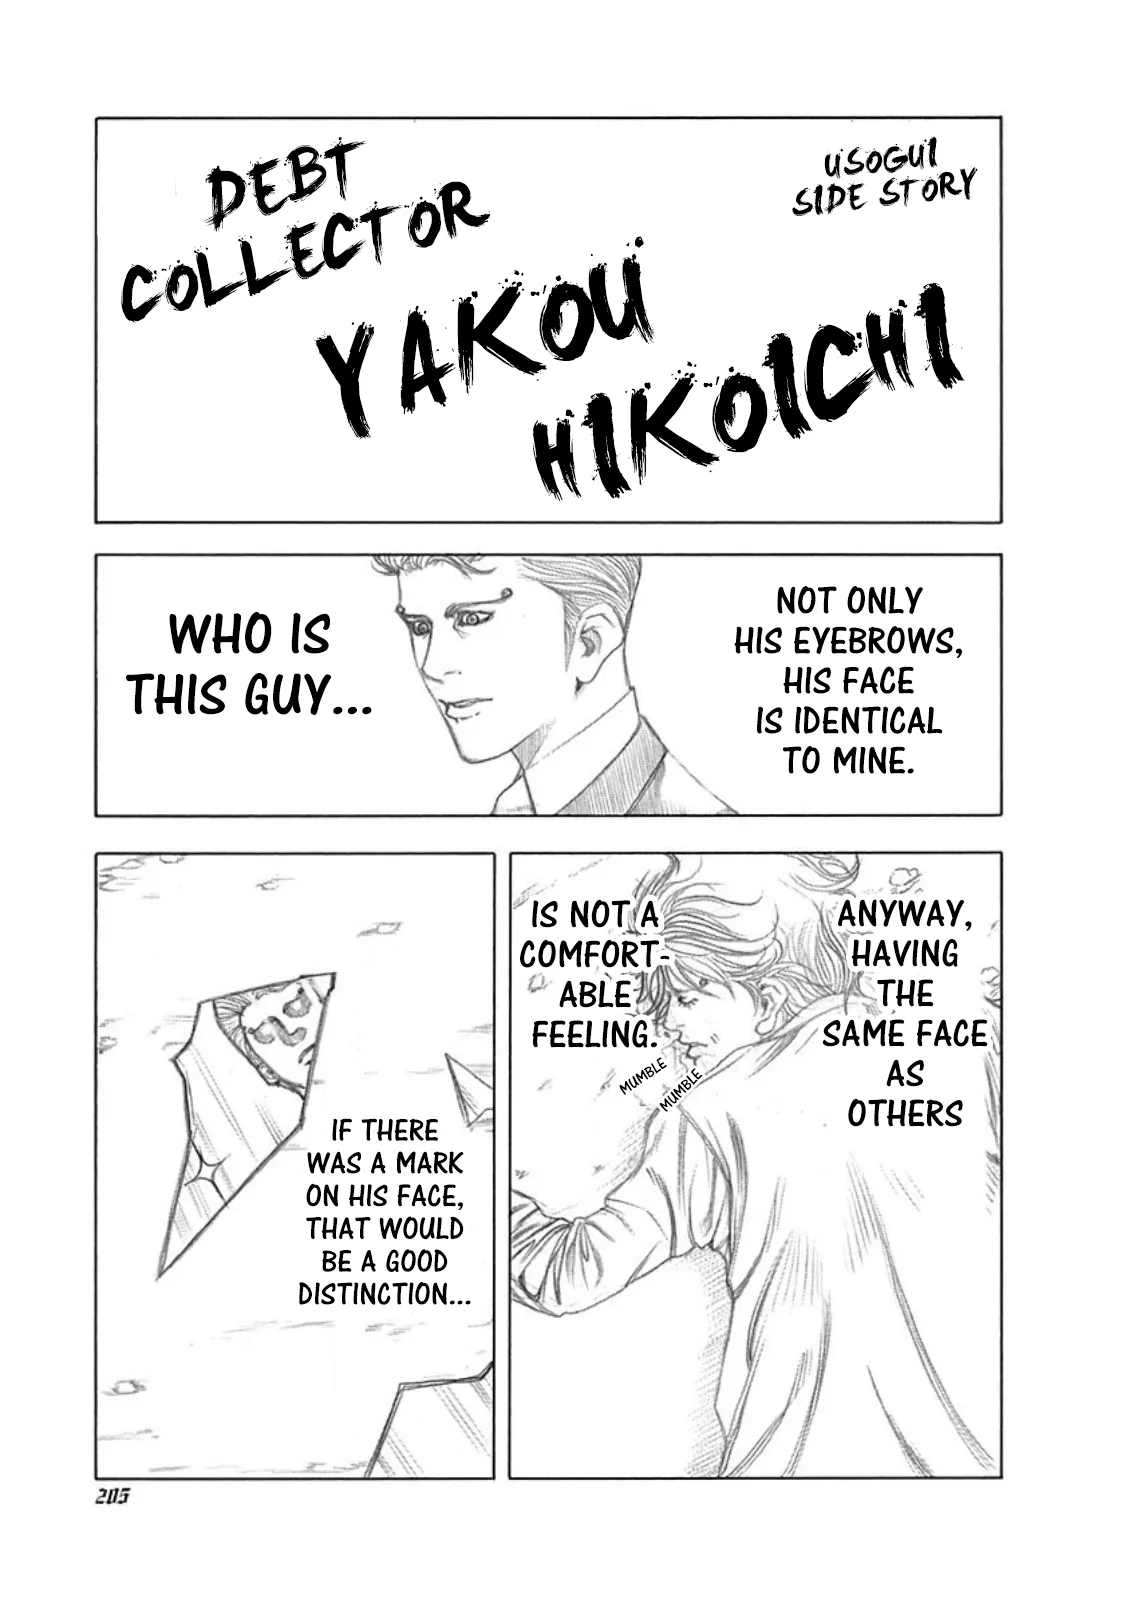 USOGUI
SIDE STORY
DEBT
COLLECTOR
YAKOU
HIKOICHI
NOT ONLY
HIS EYEBROWS,
HIS FACE
IS IDENTICAL
TO MINE.
WHO IS
THIS GUY...
ANYWAY,
HAVING
THE
SAME FACE
AS
OTHERS
IS NOT A
COMFORT-
ABLE
FEELING.
MUMBLE
MUMBLE
IF THERE
WAS A MARK
ON HIS FACE,
THAT WOULD
BE A GOOD
DISTINCTION...
205